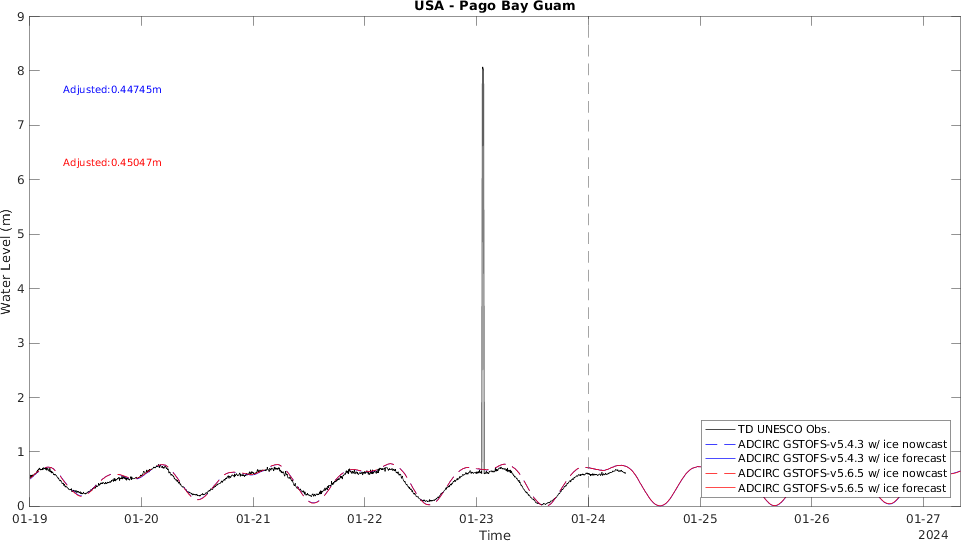 USA - Pago Bay Guam
9
8
7
6
5
4
3
2
1
0
Water Level (m)
Adjusted:0.44745m
Adjusted:0.45047m
TD UNESCO Obs.
ADCIRC GSTOFS-v5.4.3 w/ ice nowcast
ADCIRC GSTOFS-v5.4.3 w/ ice forecast
ADCIRC GSTOFS-v5.6.5 w/ ice nowcast
ADCIRC GSTOFS-v5.6.5 w/ ice forecast
01-19 01-20 01-21 01-22 01-23 01-24 01-25 01-26 01-27
Time
2024